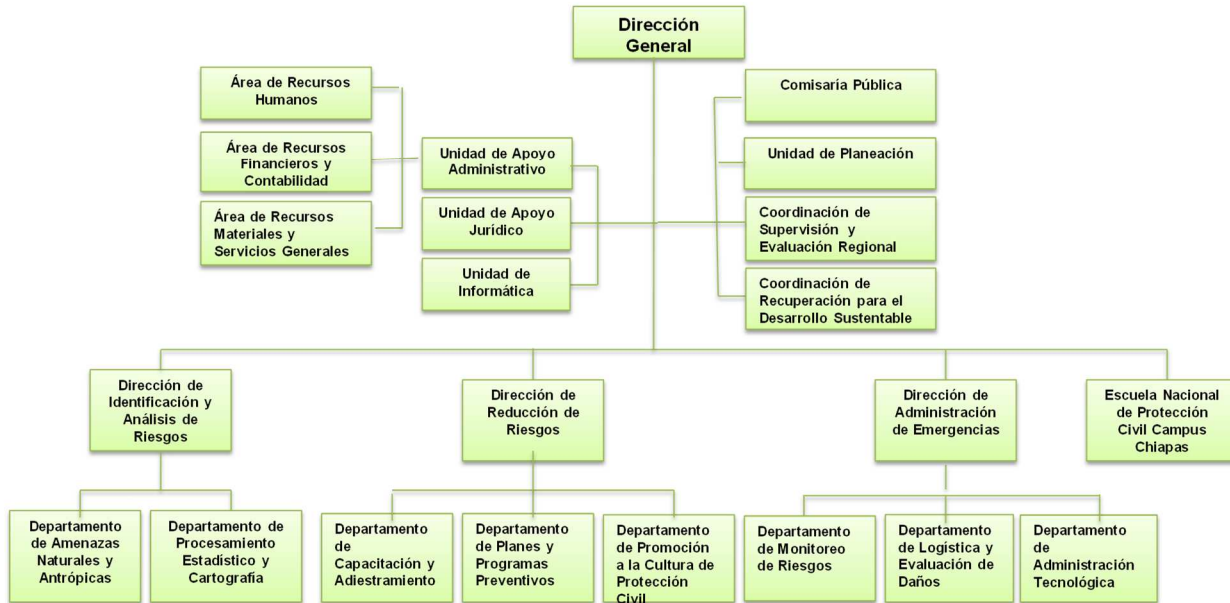 Dirección
General
Área de Recursos
Humanos
Área de Recursos
Financieros y
Contabilidad
Área de Recursos
Materiales y
Servicios Generales
Unidad de Apoyo
Administrativo
Unidad de Apoyo
Jurídico
Unidad de
Informática
Comisaría Pública
Unidad de Planeación
Coordinación de
Supervisión y
Evaluación Regional
Coordinación de
Recuperación para el
Desarrollo Sustentable
Dirección de
Identificación y
Análisis de
Riesgos
Dirección de
Reducción de
Riesgos
Dirección de
Administración
de Emergencias
Escuela Nacional
de Protección
Civil Campus
Chiapas
Departamento
de Amenazas
Naturales y
Antrópicas
Departamento de
Procesamiento
Estadístico y
Cartografía
Departamento
de
Capacitación y
Adiestramiento
Departamento
de Planes y
Programas
Preventivos
Departamento
de Promoción
a la Cultura de
Protección
Civil
Departamento
de Monitoreo
de Riesgos
Departamento
de Logística y
Evaluación de
Daños
Departamento
de
Administración
Tecnológica